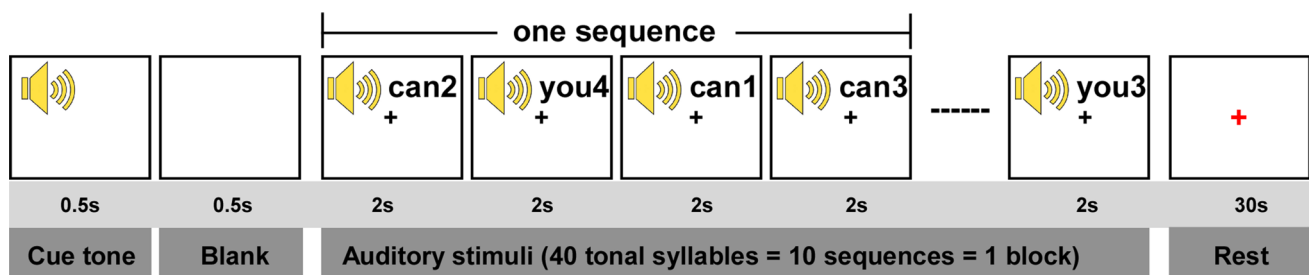 one sequence
can2 you4 can1 can3 ------ you3
+ + + + + +
0.5s 0.5s 2s 2s 2s 2s 2s 30s
Cue tone Blank Auditory stimuli (40 tonal syllables = 10 sequences = 1 block) Rest